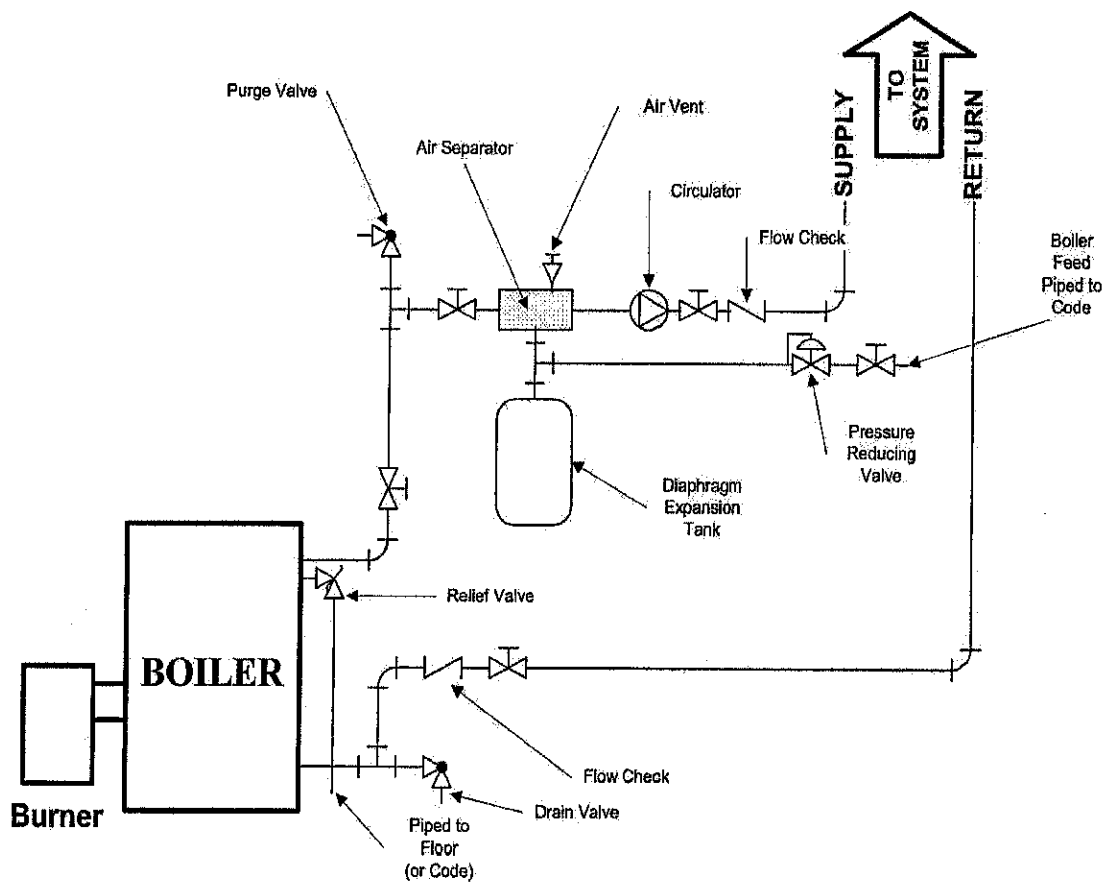 TO
SYSTEM
SUPPLY
RETURN
Purge Valve
Air Vent
Air Separator
Circulator
Flow Check
Boiler
Feed
Piped to
Code
Pressure
Reducing
Valve
Diaphragm
Expansion
Tank
Relief Valve
BOILER
Burner
Flow Check
Drain Valve
Piped to
Floor
(or Code)